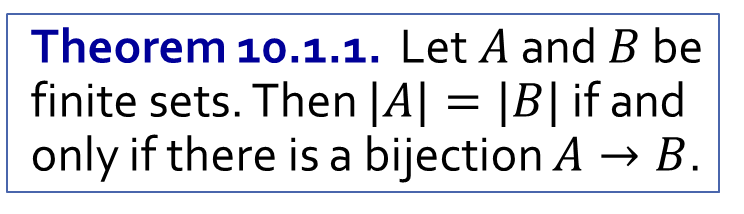 Theorem 10.1.1. Let A and B be
finite sets. Then |A| = |B| if and
only if there is a bijection A → B.